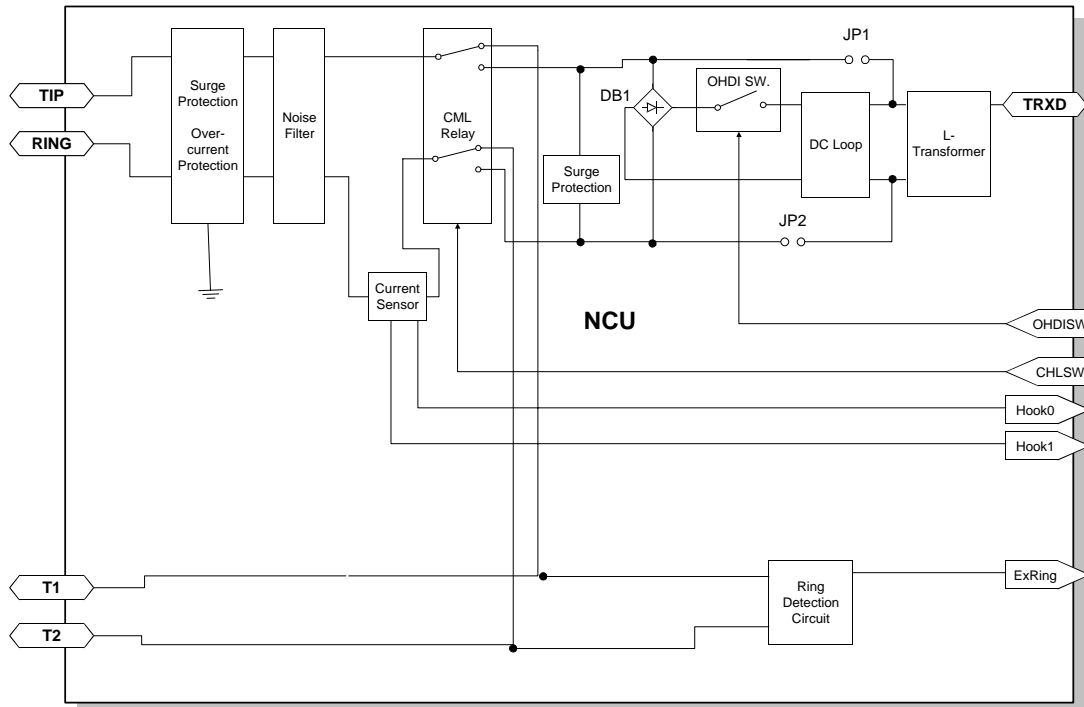 TIP
RING
Surge
Protection
Over-
current
Protection
Noise
Filter
CML
Relay
Current
Sensor
Surge
Protection
DB1
OHDI SW.
JP1
DC Loop
JP2
L-
Transformer
TRXD
NCU
OHDISW
CHLSW
Hook0
Hook1
T1
T2
Ring
Detection
Circuit
ExRing